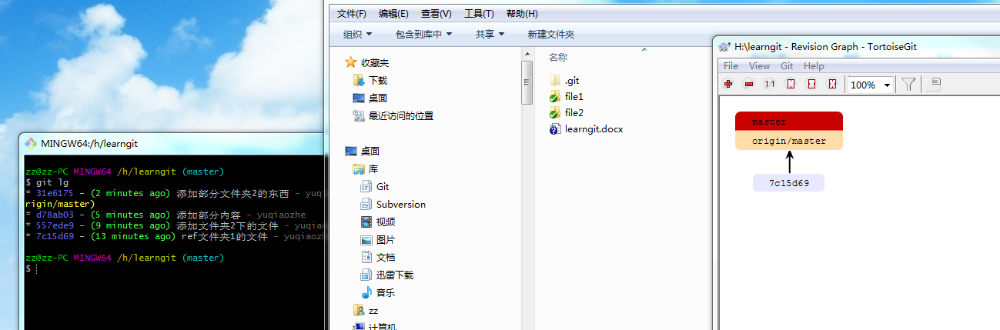 文件(F) 编辑(E) 查看(V) 工具(T) 帮助(H)
组织 包含到库中 共享 新建文件夹
收藏夹
下载
桌面
最近访问的位置
桌面
库
Git
Subversion
视频
图片
文档
迅雷下载
音乐
zz
计算机
名称
.git
file1
file2
learngit.docx
MINGW64:/h/learngit
zz@zz-PC MINGW64 /h/learngit (master)
$ git lg
* 31e6175 - (2 minutes ago) 添加部分文件夹2的东西 - yuq
rigin/master)
* d78ab03 - (5 minutes ago) 添加部分内容 - yuqiaozhe
* 557ede9 - (9 minutes ago) 添加文件夹2下的文件 - yuqiao
* 7c15d69 - (13 minutes ago) ref文件夹1的文件 - yuqiaozhe
zz@zz-PC MINGW64 /h/learngit (master)
$
H:\learngit - Revision Graph - TortoiseGit
File View Git Help
1:1 100%
master
origin/master
7c15d69